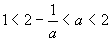 1 < 2 − 1/a < a < 2